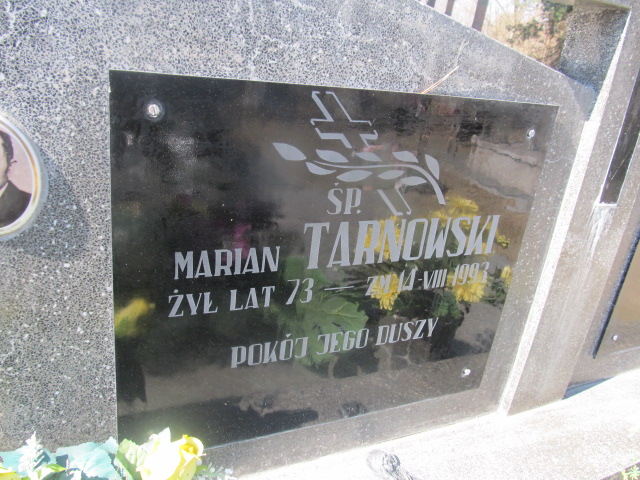 ŚP.
MARIAN TARNOWSKI
ŻYŁ LAT 73 — ZM 14 VIII 1993
POKÓJ JEGO DUSZY